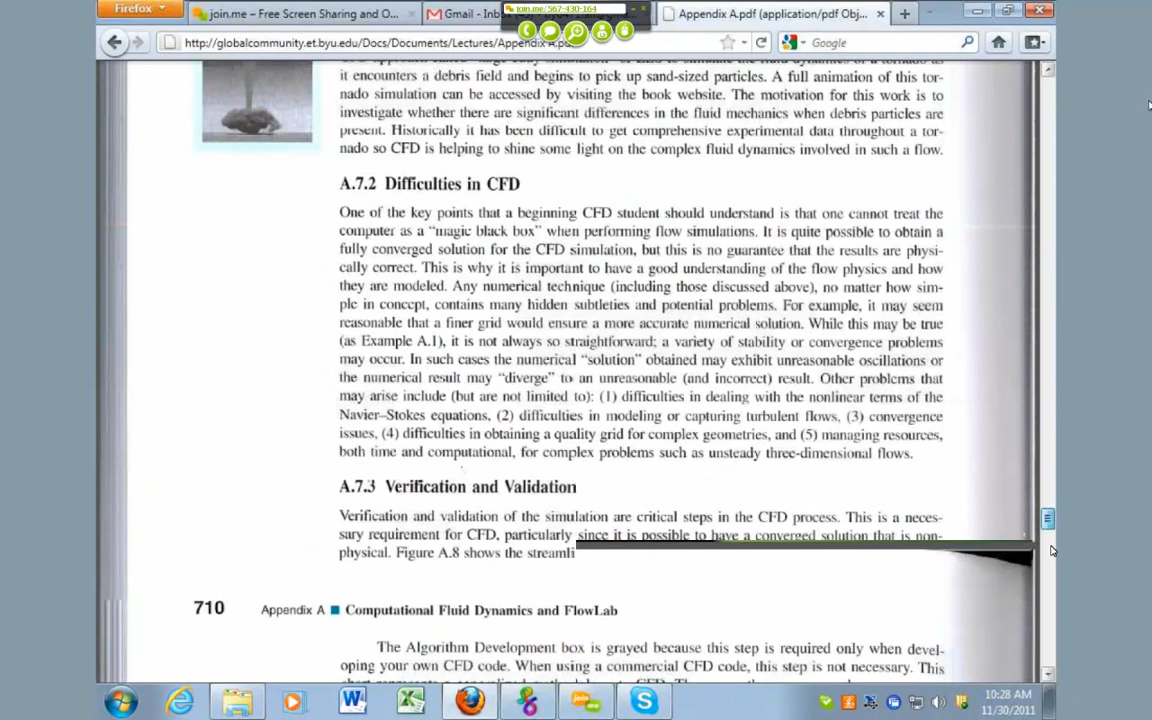 Firefox
join.me – Free Screen Sharing and O...
Gmail - Inbox
join.me/567-430-164
Appendix A.pdf (application/pdf Obj...
http://globalcommunity.et.byu.edu/Docs/Documents/Lectures/Appendix A.pdf
Google
it encounters a debris field and begins to pick up sand-sized particles. A full animation of this tor-
nado simulation can be accessed by visiting the book website. The motivation for this work is to
investigate whether there are significant differences in the fluid mechanics when debris particles are
present. Historically it has been difficult to get comprehensive experimental data throughout a tor-
nado so CFD is helping to shine some light on the complex fluid dynamics involved in such a flow.
A.7.2 Difficulties in CFD
One of the key points that a beginning CFD student should understand is that one cannot treat the
computer as a “magic black box” when performing flow simulations. It is quite possible to obtain a
fully converged solution for the CFD simulation, but this is no guarantee that the results are physi-
cally correct. This is why it is important to have a good understanding of the flow physics and how
they are modeled. Any numerical technique (including those discussed above), no matter how sim-
ple in concept, contains many hidden subtleties and potential problems. For example, it may seem
reasonable that a finer grid would ensure a more accurate numerical solution. While this may be true
(as Example A.1), it is not always so straightforward; a variety of stability or convergence problems
may occur. In such cases the numerical “solution” obtained may exhibit unreasonable oscillations or
the numerical result may “diverge” to an unreasonable (and incorrect) result. Other problems that
may arise include (but are not limited to): (1) difficulties in dealing with the nonlinear terms of the
Navier–Stokes equations, (2) difficulties in modeling or capturing turbulent flows, (3) convergence
issues, (4) difficulties in obtaining a quality grid for complex geometries, and (5) managing resources,
both time and computational, for complex problems such as unsteady three-dimensional flows.
A.7.3 Verification and Validation
Verification and validation of the simulation are critical steps in the CFD process. This is a neces-
sary requirement for CFD, particularly since it is possible to have a converged solution that is non-
physical. Figure A.8 shows the streamli
710 Appendix A ■ Computational Fluid Dynamics and FlowLab
The Algorithm Development box is grayed because this step is required only when devel-
oping your own CFD code. When using a commercial CFD code, this step is not necessary. This
10:28 AM
11/30/2011